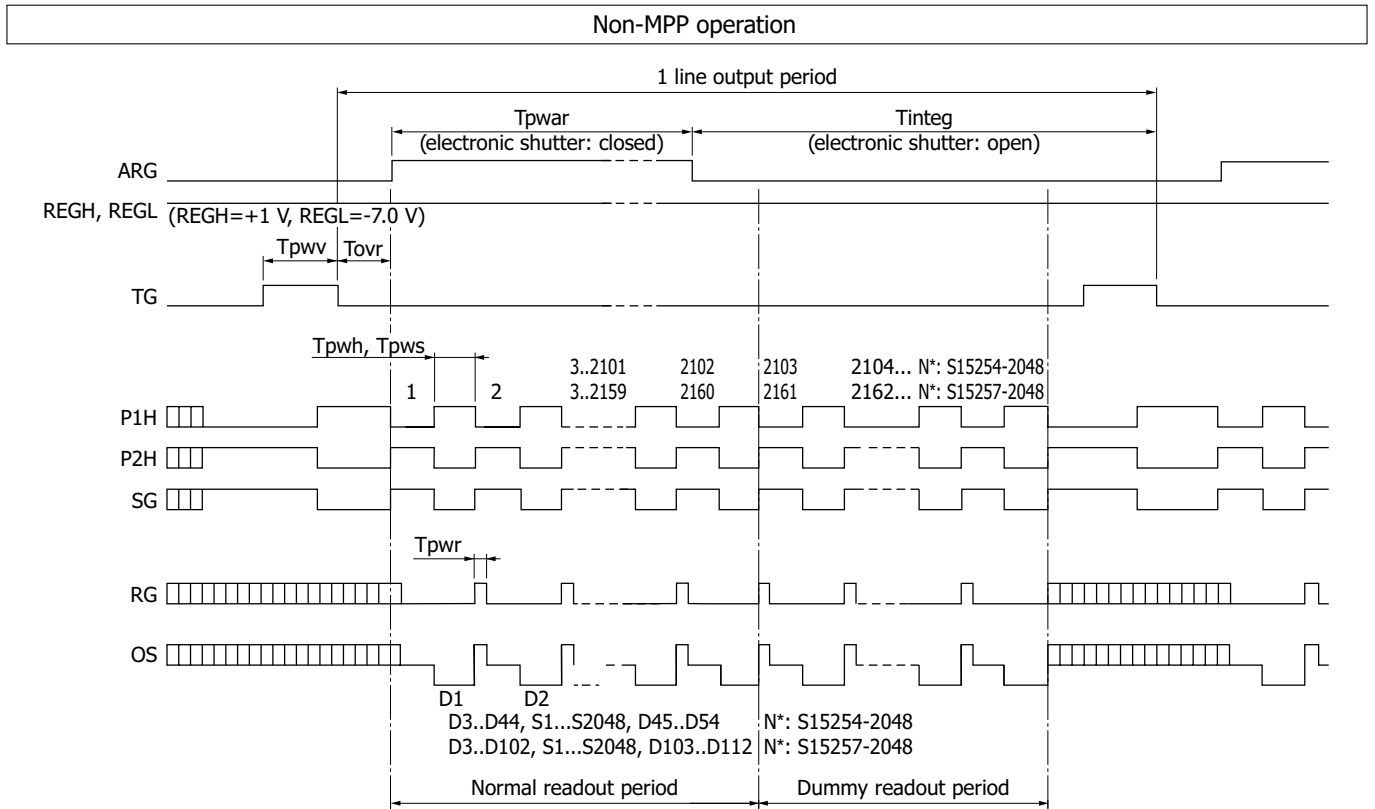 Non-MPP operation
1 line output period
Tpwar
(electronic shutter: closed)
Tinteg
(electronic shutter: open)
ARG
REGH, REGL (REGH=+1 V, REGL=-7.0 V)
Tpwv Tovr
TG
Tpwh, Tpws
3..2101 2102 2103 2104... N*: S15254-2048
1 2 3..2159 2160 2161 2162... N*: S15257-2048
P1H
P2H
SG
Tpwr
RG
OS
D1 D2
D3..D44, S1...S2048, D45..D54 N*: S15254-2048
D3..D102, S1...S2048, D103..D112 N*: S15257-2048
Normal readout period Dummy readout period